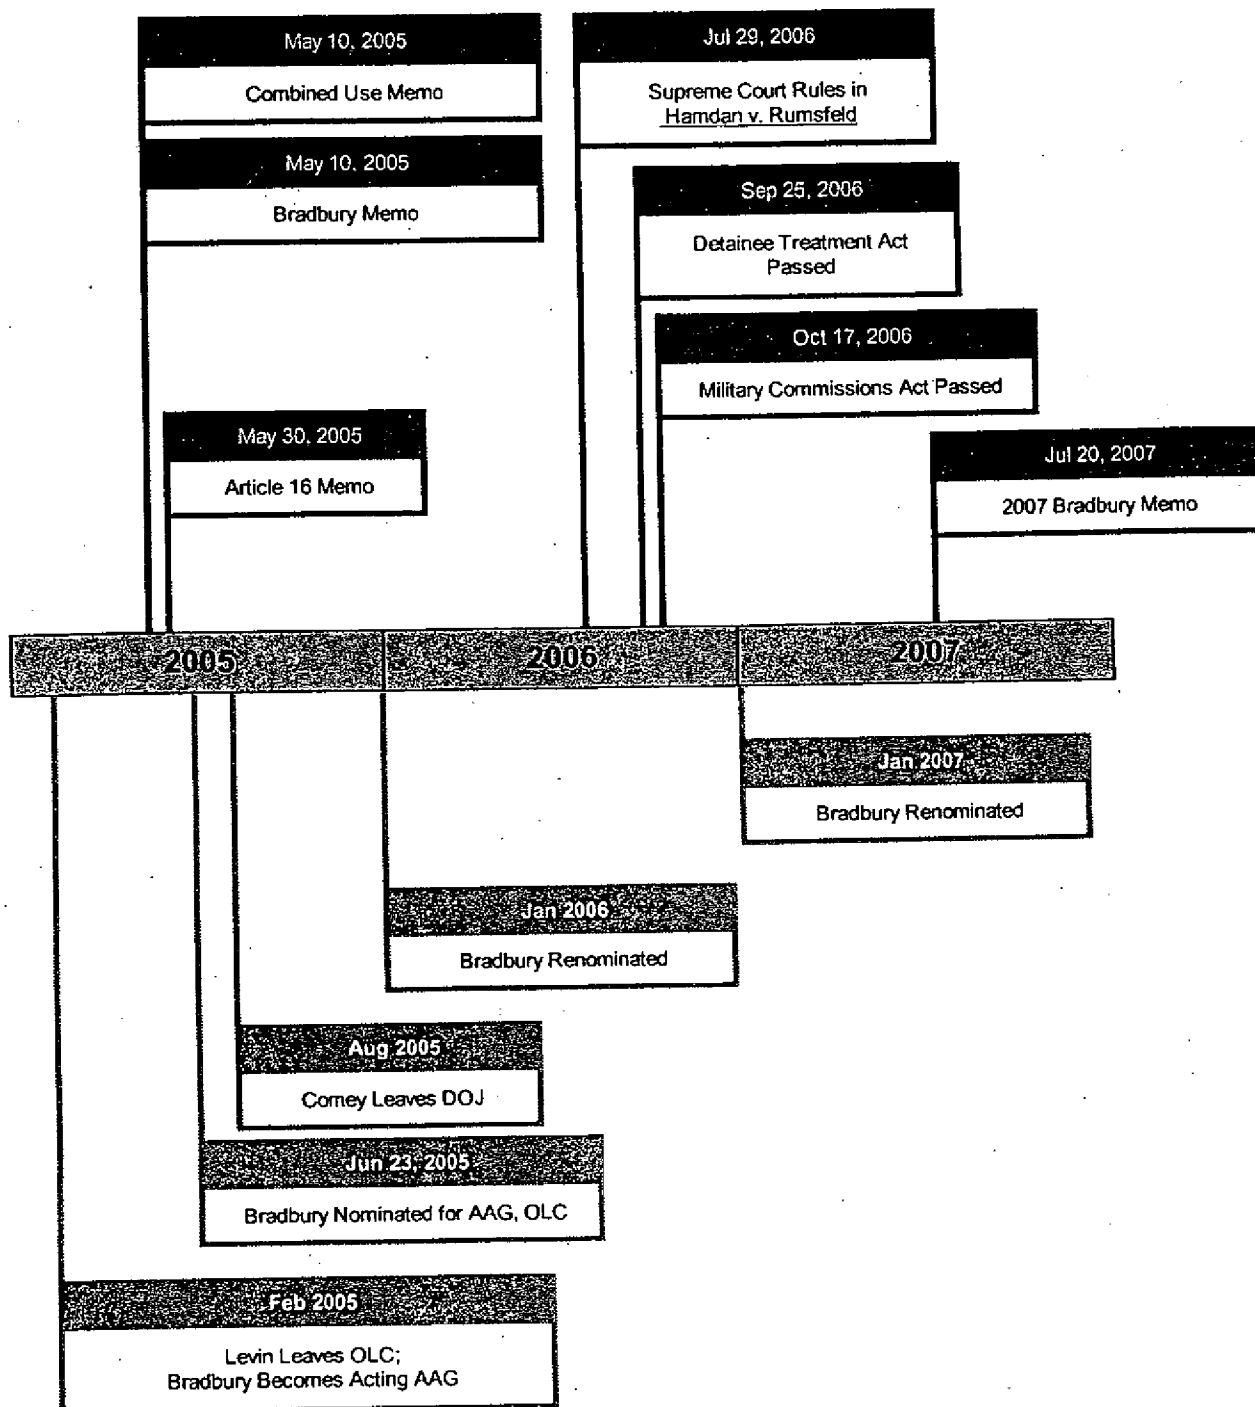 May 10, 2005
Combined Use Memo
May 10, 2005
Bradbury Memo
May 30, 2005
Article 16 Memo
Jul 29, 2006
Supreme Court Rules in
Hamdan v. Rumsfeld
Sep 25, 2006
Detainee Treatment Act
Passed
Oct 17, 2006
Military Commissions Act Passed
Jul 20, 2007
2007 Bradbury Memo
2005
2006
2007
Jan 2007
Bradbury Renominated
Jan 2006
Bradbury Renominated
Aug 2005
Comey Leaves DOJ
Jun 23, 2005
Bradbury Nominated for AAG, OLC
Feb 2005
Levin Leaves OLC;
Bradbury Becomes Acting AAG